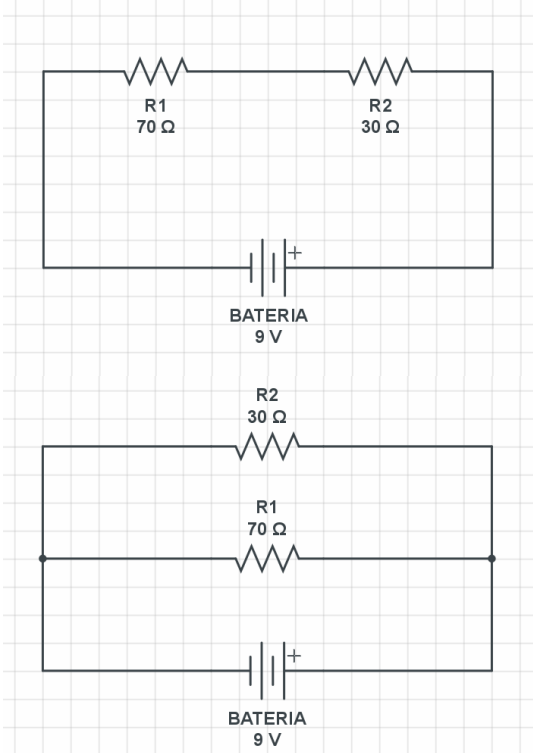 R1
70 Ω
R2
30 Ω
+
BATERIA
9 V
R2
30 Ω
R1
70 Ω
+
BATERIA
9 V